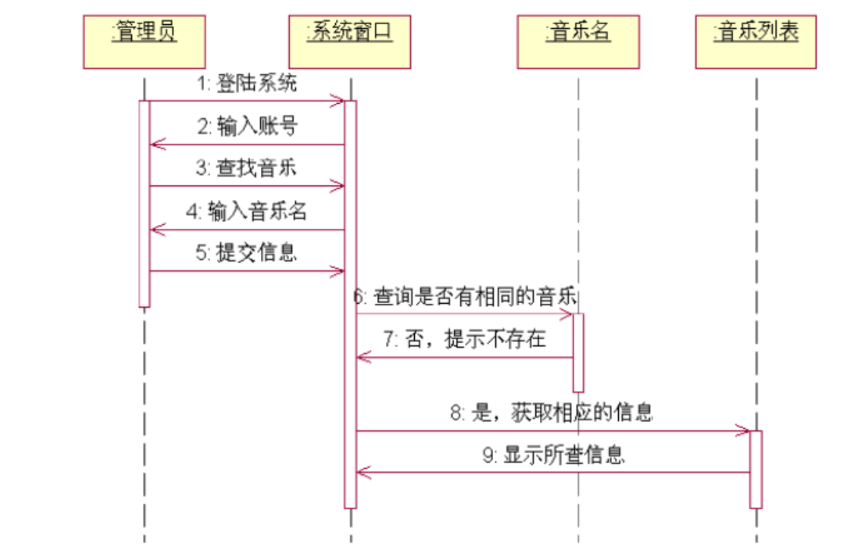 :管理员
:系统窗口
:音乐名
:音乐列表
1: 登陆系统
2: 输入账号
3: 查找音乐
4: 输入音乐名
5: 提交信息
6: 查询是否有相同的音乐
7: 否，提示不存在
8: 是，获取相应的信息
9: 显示所查信息